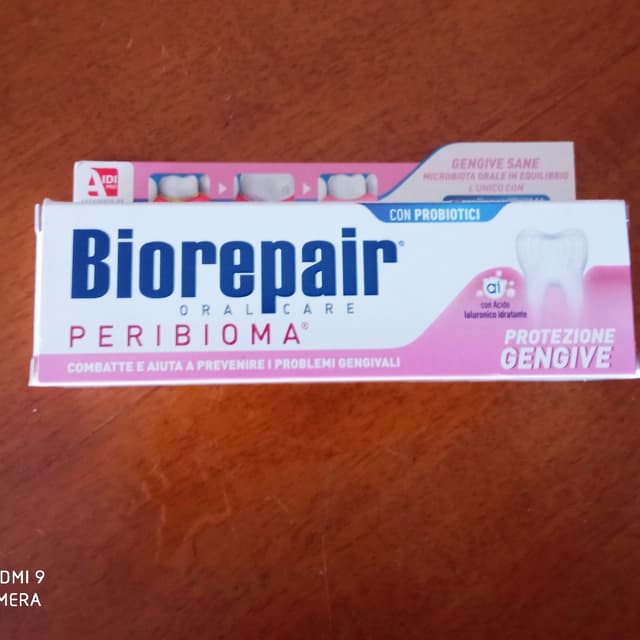 AIDI
GENGIVE SANE
MICROBIOTA ORALE IN EQUILIBRIO
L'UNICO CON
CON PROBIOTICI
Biorepair®
ORAL CARE
PERIBIOMA®
COMBATTE E AIUTA A PREVENIRE I PROBLEMI GENGIVALI
ai
con Acido
Ialuronico idratante
PROTEZIONE
GENGIVE
DMI 9
MERA